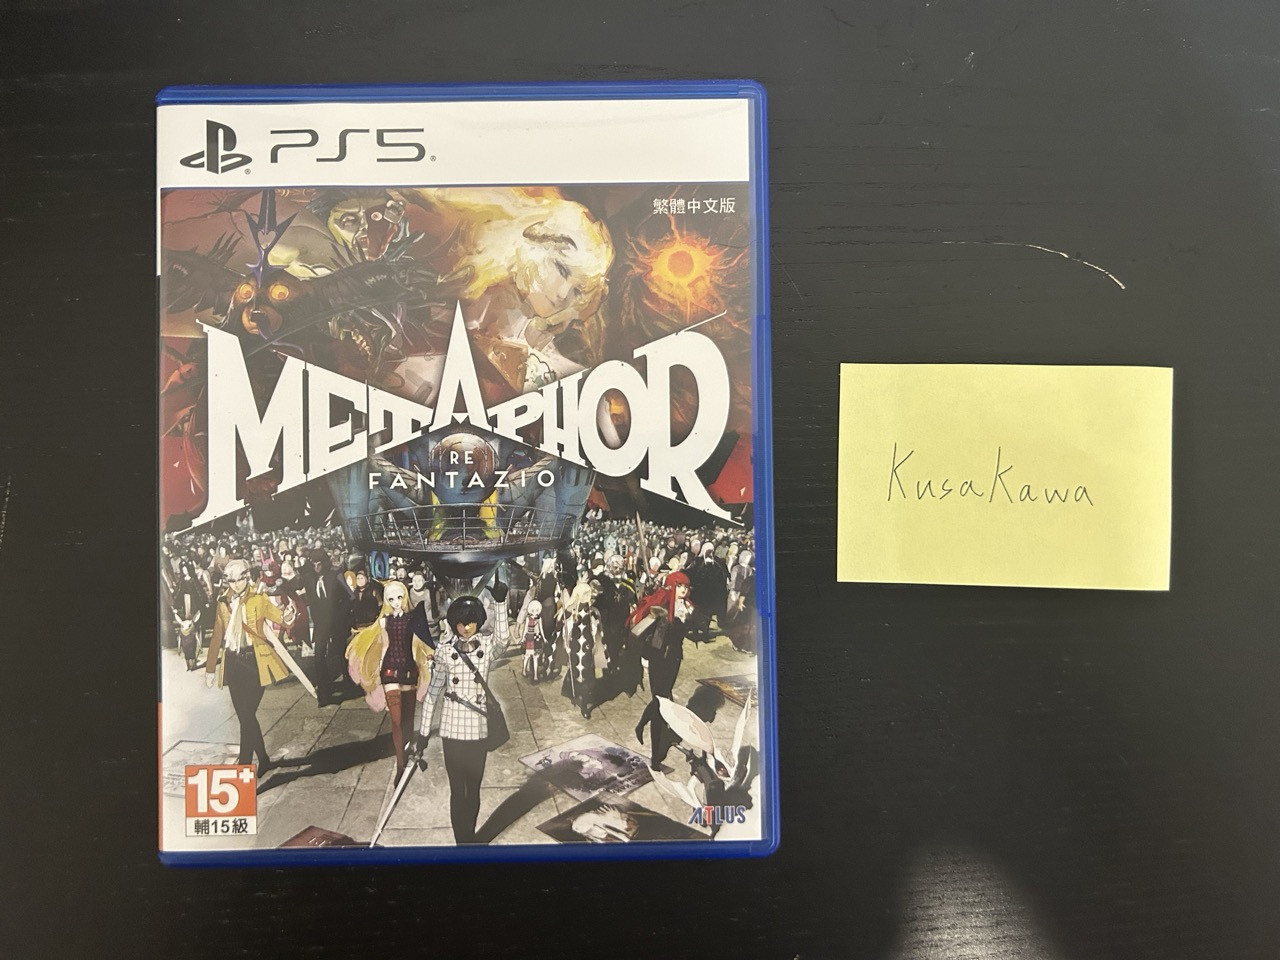 PS5
繁體中文版
METAPHOR
RE
FANTAZIO
15+
輔15級
ATLUS
Kusakawa